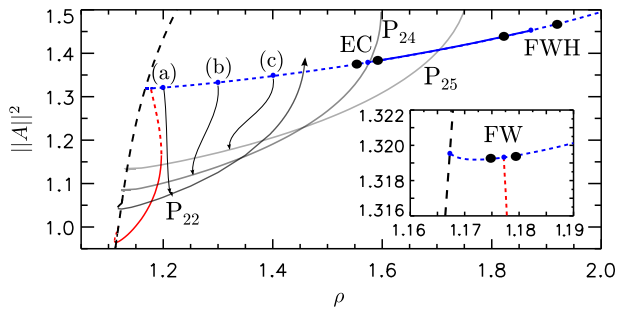 1.5
1.4
1.3
1.2
1.1
1.0
||A||²
1.2 1.4 1.6 1.8 2.0
ρ
(a)
(b)
(c)
EC
P₂₄
P₂₅
P₂₂
FWH
1.322
1.320
1.318
1.316
1.16 1.17 1.18 1.19
FW